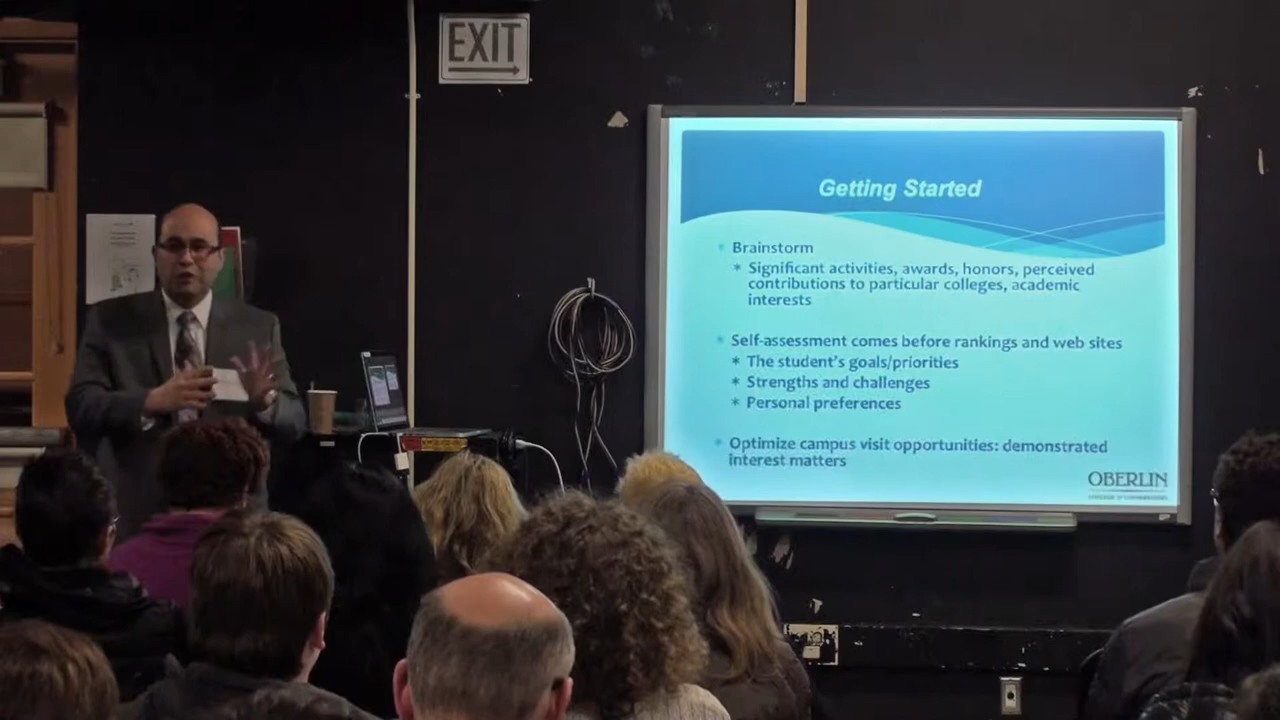 EXIT
Getting Started
Brainstorm
* Significant activities, awards, honors, perceived
contributions to particular colleges, academic
interests
Self-assessment comes before rankings and web sites
* The student's goals/priorities
* Strengths and challenges
* Personal preferences
Optimize campus visit opportunities: demonstrated
interest matters
OBERLIN